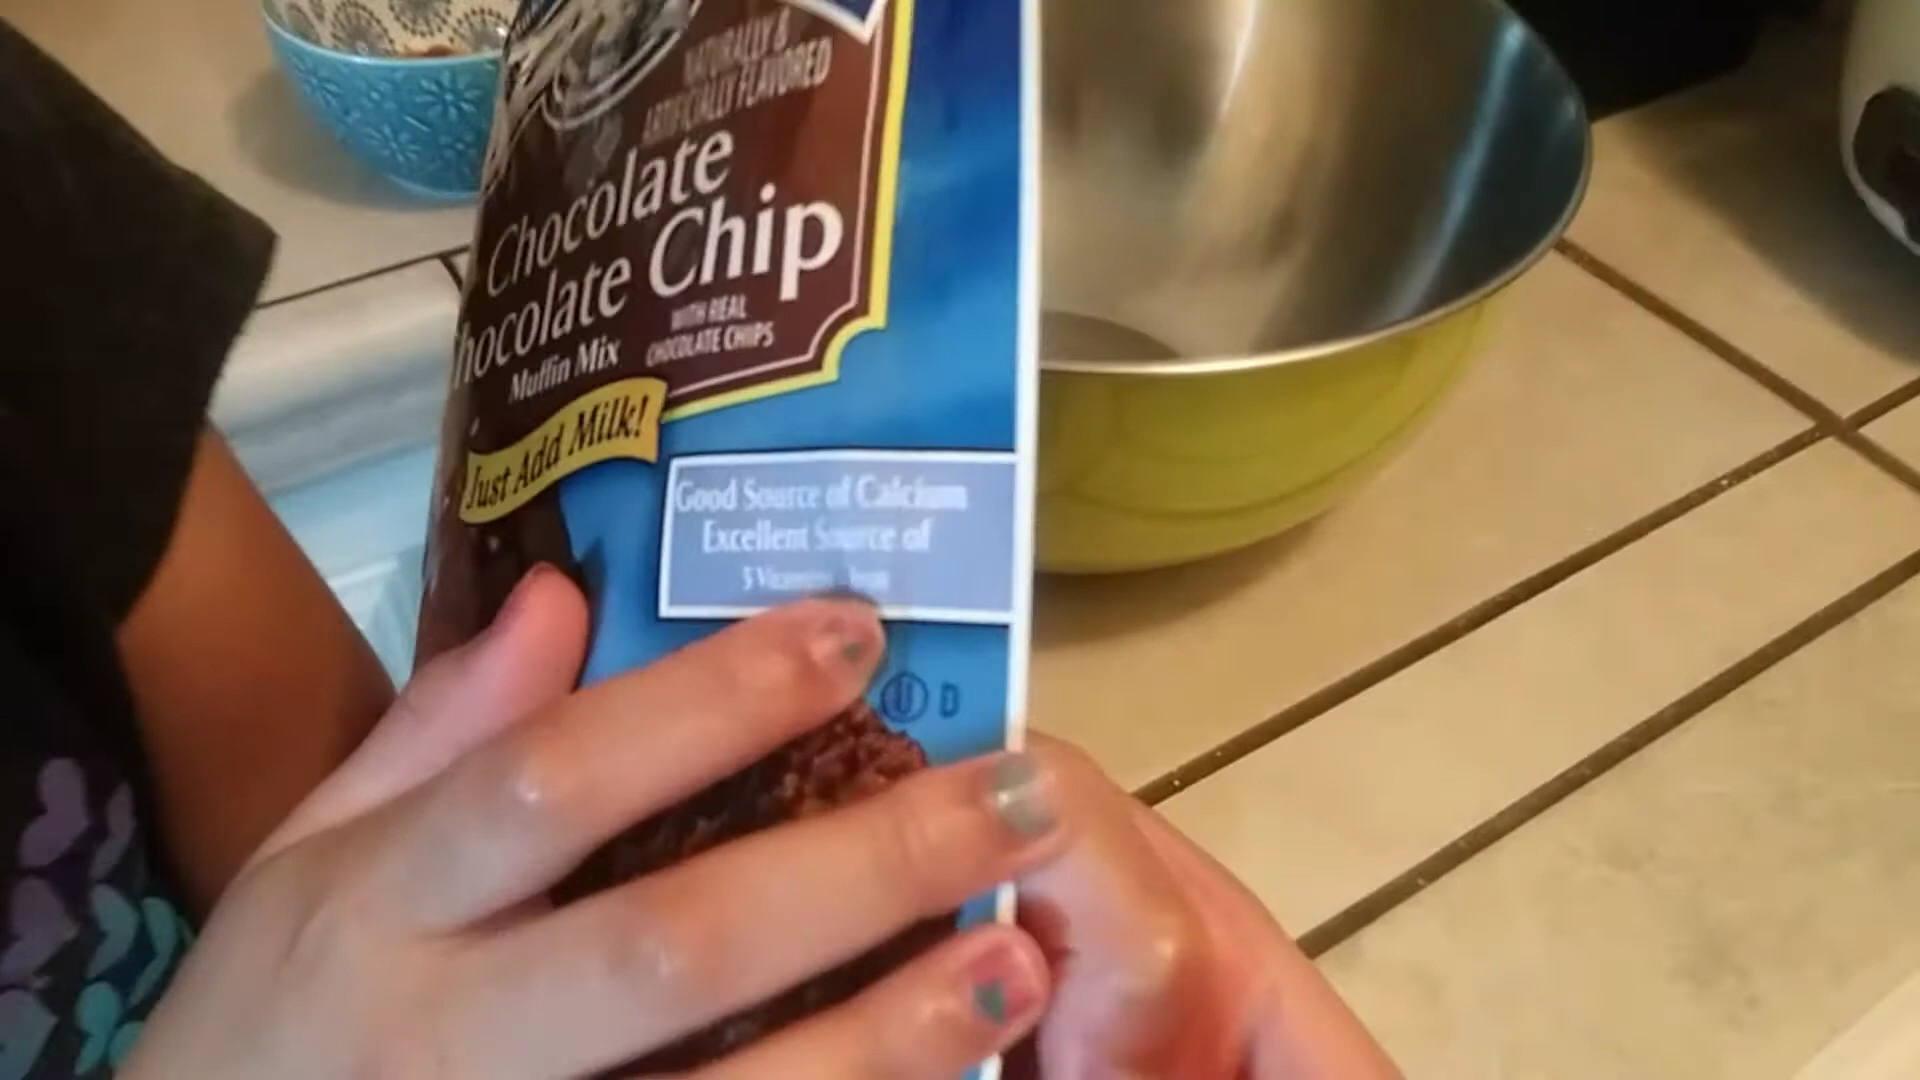 NATURALLY &
ARTIFICIALLY FLAVORED
Chocolate
hocolate Chip
Muffin Mix
WITH REAL
CHOCOLATE CHIPS
Just Add Milk!
Good Source of Calcium
Excellent Source of
U D